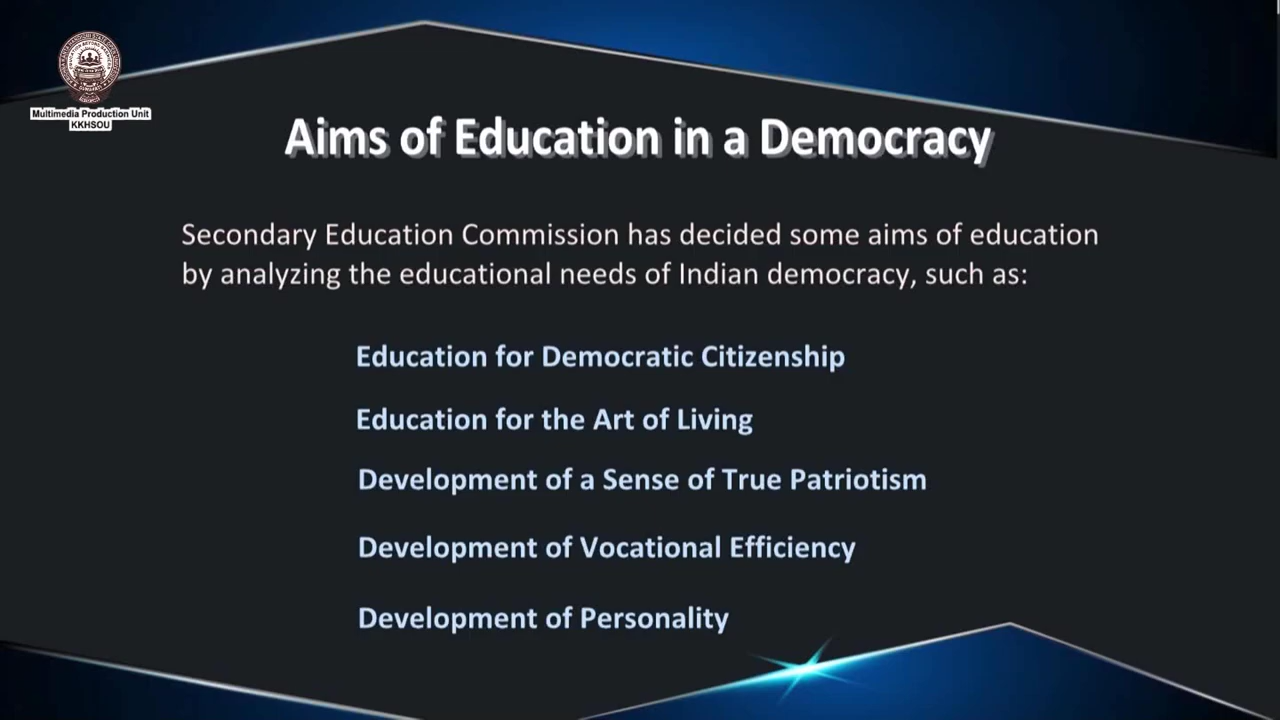 Multimedia Production Unit
KKHSOU
Aims of Education in a Democracy
Secondary Education Commission has decided some aims of education
by analyzing the educational needs of Indian democracy, such as:
Education for Democratic Citizenship
Education for the Art of Living
Development of a Sense of True Patriotism
Development of Vocational Efficiency
Development of Personality